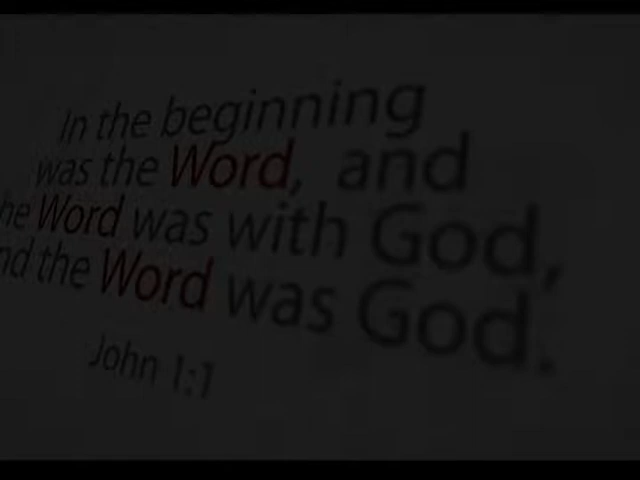 In the beginning
was the Word, and
he Word was with God,
nd the Word was God.
John 1:1